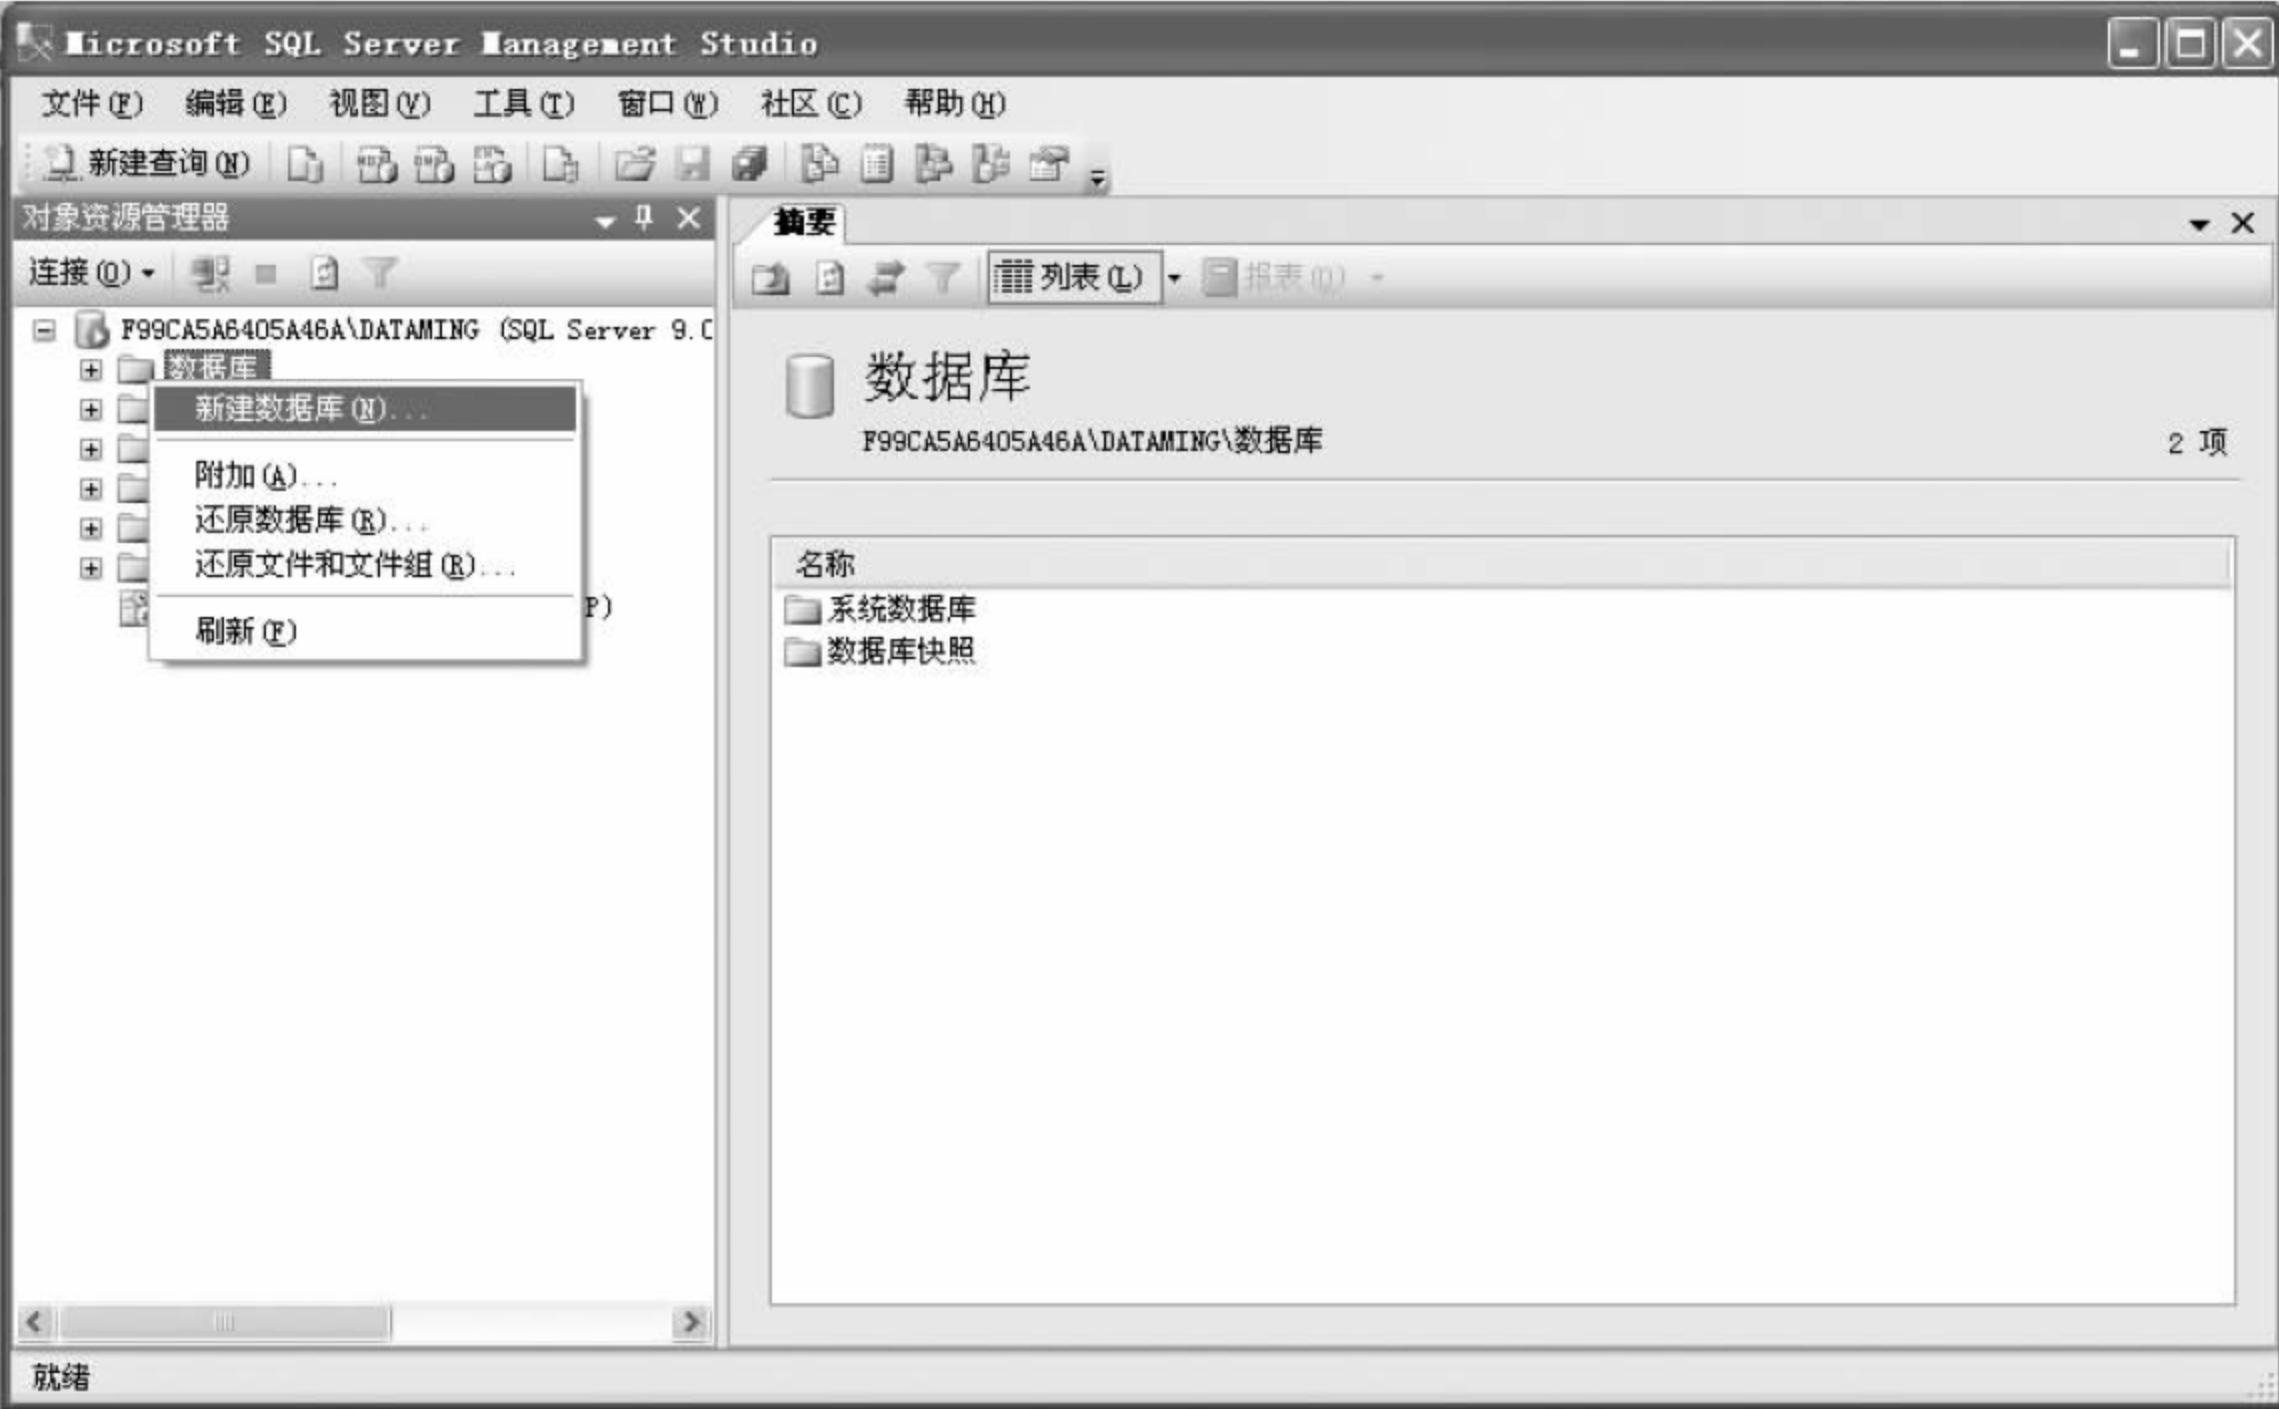 Microsoft SQL Server Management Studio
文件(F) 编辑(E) 视图(V) 工具(T) 窗口(W) 社区(C) 帮助(H)
新建查询(N)
对象资源管理器
连接(O)
F99CA5A6405A46A\DATAMING (SQL Server 9.0
数据库
新建数据库(N)...
附加(A)...
还原数据库(R)...
还原文件和文件组(R)...
P)
刷新(F)
摘要
列表(L) 报表(O)
数据库
F99CA5A6405A46A\DATAMING\数据库
2 项
名称
系统数据库
数据库快照
就绪